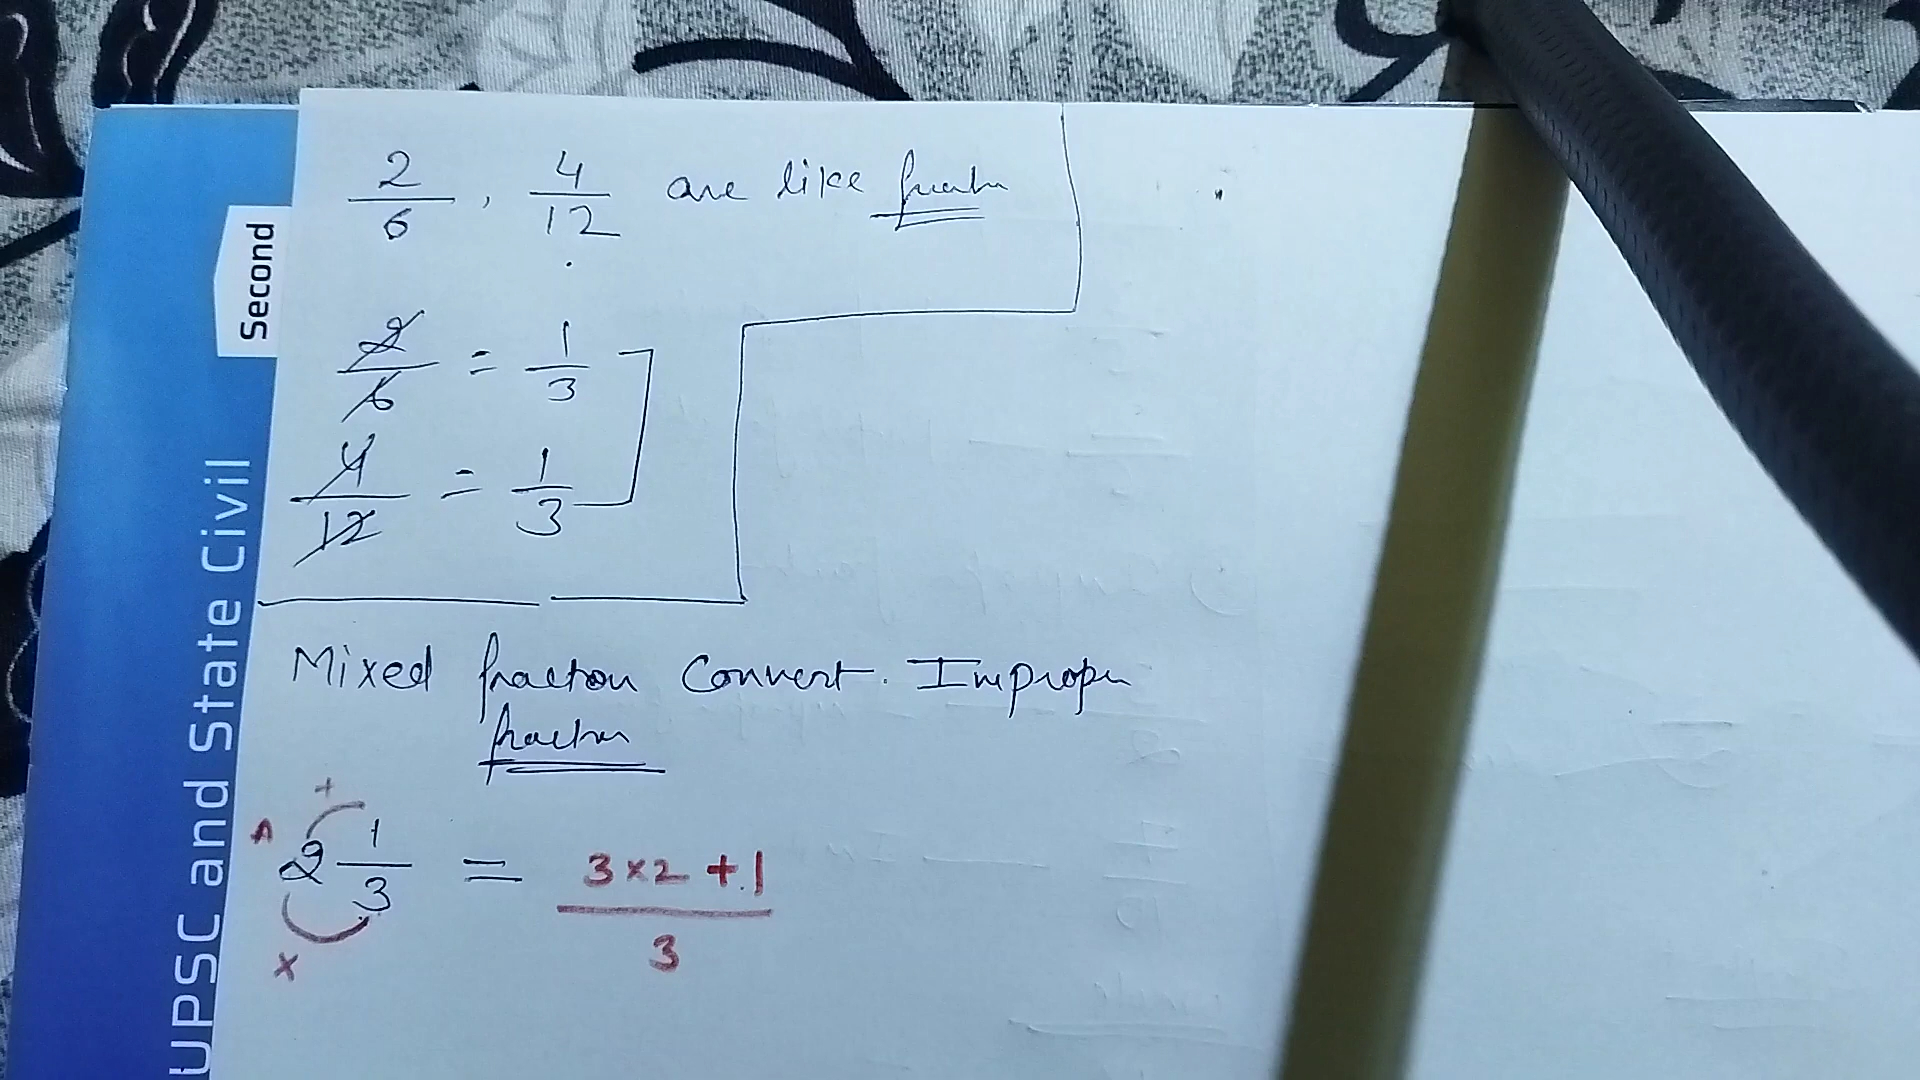 2/6 , 4/12 are like fraction
2/6 = 1/3
4/12 = 1/3
Mixed fraction Convert. Improper
fraction
2 1/3 = 3×2+1/3
+
×
Second
UPSC and State Civil